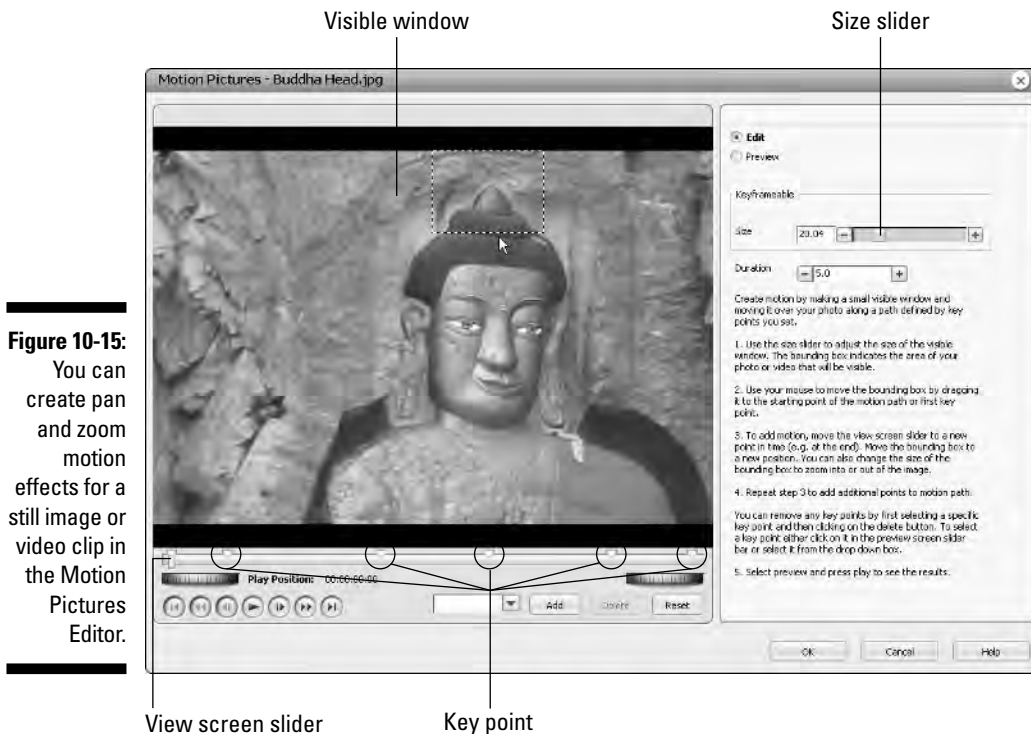 Visible window
Size slider
Motion Pictures - Buddha Head.jpg
Edit
Preview
Keyframeable
Size
20.04
Duration
5.0
Create motion by making a small visible window and
moving it over your photo along a path defined by key
points you set.
1. Use the size slider to adjust the size of the visible
window. The bounding box indicates the area of your
photo or video that will be visible.
2. Use your mouse to move the bounding box by dragging
it to the starting point of the motion path or first key
point.
3. To add motion, move the view screen slider to a new
point in time (e.g. at the end). Move the bounding box to
a new position. You can also change the size of the
bounding box to zoom into or out of the image.
4. Repeat step 3 to add additional points to motion path.
You can remove any key points by first selecting a specific
key point and then clicking on the delete button. To select
a key point either click on it in the preview screen slider
bar or select it from the drop down box.
5. Select preview and press play to see the results.
Play Position: 00:00:00:00
Add
Delete
Reset
OK
Cancel
Help
Figure 10-15:
You can
create pan
and zoom
motion
effects for a
still image or
video clip in
the Motion
Pictures
Editor.
View screen slider
Key point